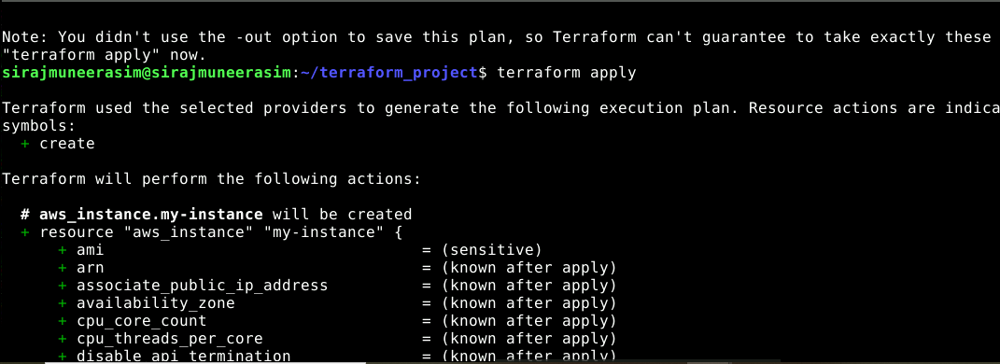 Note: You didn't use the -out option to save this plan, so Terraform can't guarantee to take exactly these
"terraform apply" now.
sirajmuneerasim@sirajmuneerasim:~/terraform_project$ terraform apply
Terraform used the selected providers to generate the following execution plan. Resource actions are indica
symbols:
+ create
Terraform will perform the following actions:
# aws_instance.my-instance will be created
+ resource "aws_instance" "my-instance" {
+ ami = (sensitive)
+ arn = (known after apply)
+ associate_public_ip_address = (known after apply)
+ availability_zone = (known after apply)
+ cpu_core_count = (known after apply)
+ cpu_threads_per_core = (known after apply)
+ disable_api_termination = (known after apply)